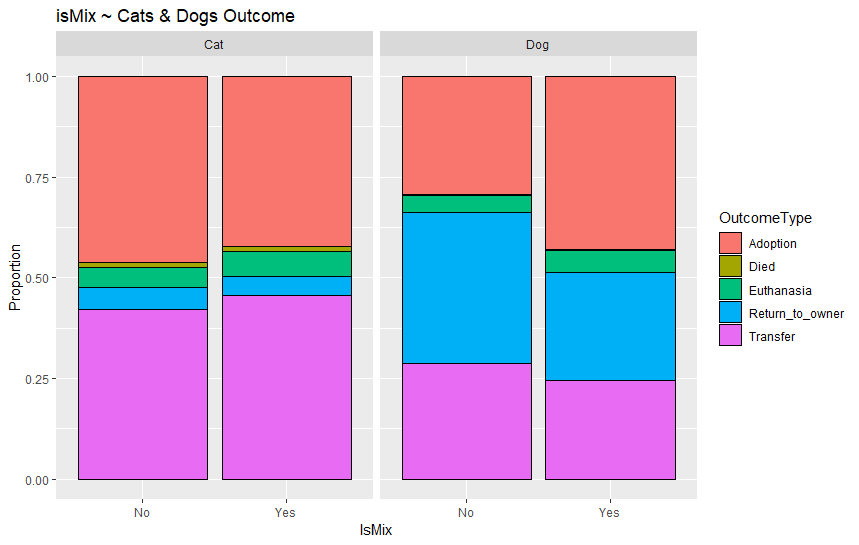 isMix ~ Cats & Dogs Outcome
Cat Dog
1.00
0.75
0.50
0.25
0.00
Proportion
No Yes No Yes
IsMix
OutcomeType
Adoption
Died
Euthanasia
Return_to_owner
Transfer